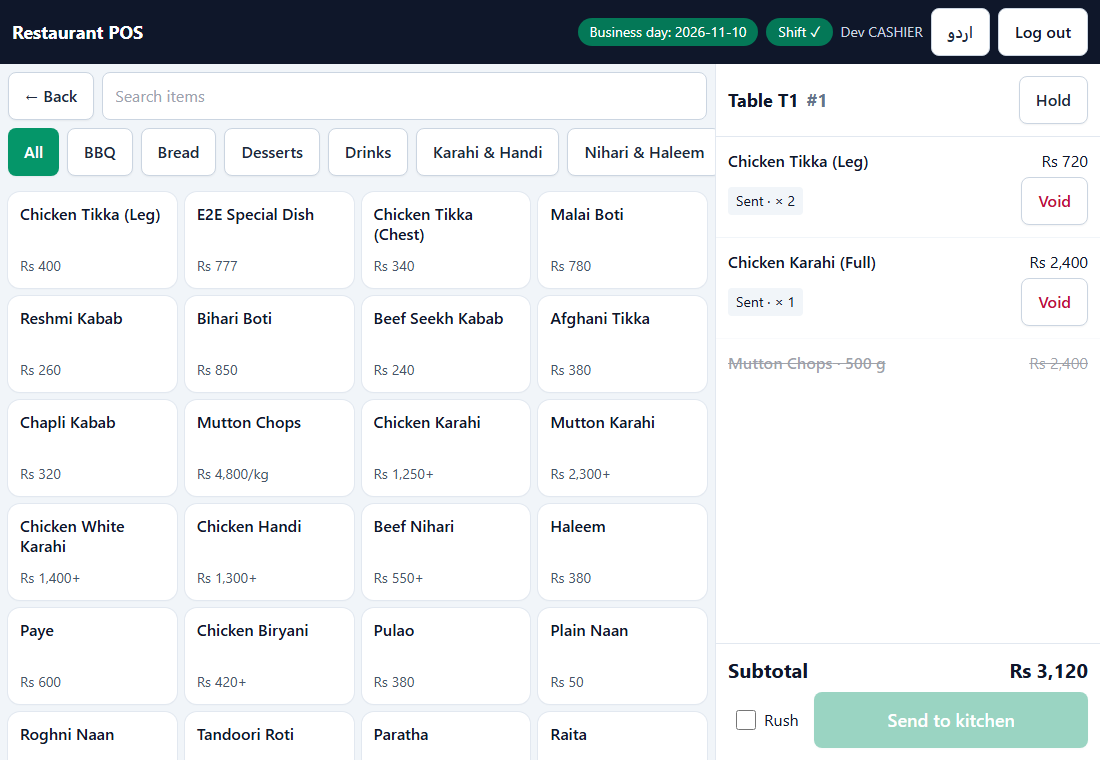 Restaurant POS
Business day: 2026-11-10
Shift ✓
Dev CASHIER
اردو
Log out
← Back
Search items
All
BBQ
Bread
Desserts
Drinks
Karahi & Handi
Nihari & Haleem
Chicken Tikka (Leg)
Rs 400
E2E Special Dish
Rs 777
Chicken Tikka
(Chest)
Rs 340
Malai Boti
Rs 780
Reshmi Kabab
Rs 260
Bihari Boti
Rs 850
Beef Seekh Kabab
Rs 240
Afghani Tikka
Rs 380
Chapli Kabab
Rs 320
Mutton Chops
Rs 4,800/kg
Chicken Karahi
Rs 1,250+
Mutton Karahi
Rs 2,300+
Chicken White
Karahi
Rs 1,400+
Chicken Handi
Rs 1,300+
Beef Nihari
Rs 550+
Haleem
Rs 380
Paye
Rs 600
Chicken Biryani
Rs 420+
Pulao
Rs 380
Plain Naan
Rs 50
Roghni Naan
Tandoori Roti
Paratha
Raita
Table T1 #1
Hold
Chicken Tikka (Leg)
Rs 720
Sent · × 2
Void
Chicken Karahi (Full)
Rs 2,400
Sent · × 1
Void
Mutton Chops · 500 g
Rs 2,400
Subtotal
Rs 3,120
Rush
Send to kitchen